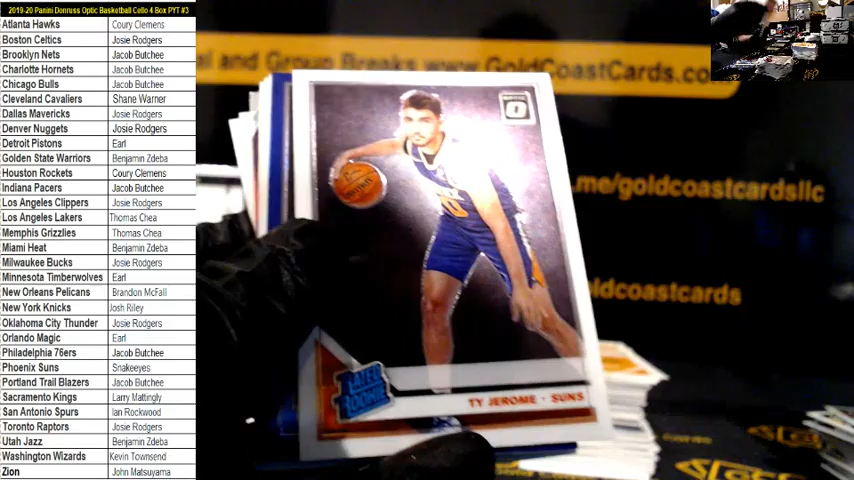 2019-20 Panini Donruss Optic Basketball Cello 4 Box PYT #3
Atlanta Hawks Coury Clemens
Boston Celtics Josie Rodgers
Brooklyn Nets Jacob Butchee
Charlotte Hornets Jacob Butchee
Chicago Bulls Jacob Butchee
Cleveland Cavaliers Shane Warner
Dallas Mavericks Josie Rodgers
Denver Nuggets Josie Rodgers
Detroit Pistons Earl
Golden State Warriors Benjamin Zdeba
Houston Rockets Coury Clemens
Indiana Pacers Jacob Butchee
Los Angeles Clippers Josie Rodgers
Los Angeles Lakers Thomas Chea
Memphis Grizzlies Thomas Chea
Miami Heat Benjamin Zdeba
Milwaukee Bucks Josie Rodgers
Minnesota Timberwolves Earl
New Orleans Pelicans Brandon McFall
New York Knicks Josh Riley
Oklahoma City Thunder Josie Rodgers
Orlando Magic Earl
Philadelphia 76ers Jacob Butchee
Phoenix Suns Snakeeyes
Portland Trail Blazers Jacob Butchee
Sacramento Kings Larry Mattingly
San Antonio Spurs Ian Rockwood
Toronto Raptors Josie Rodgers
Utah Jazz Benjamin Zdeba
Washington Wizards Kevin Townsend
Zion John Matsuyama
al and Group Breaks www.GoldCoastCards.com
.me/goldcoastcardsllc
ldcoastcards
RATED
ROOKIE
TY JEROME · SUNS